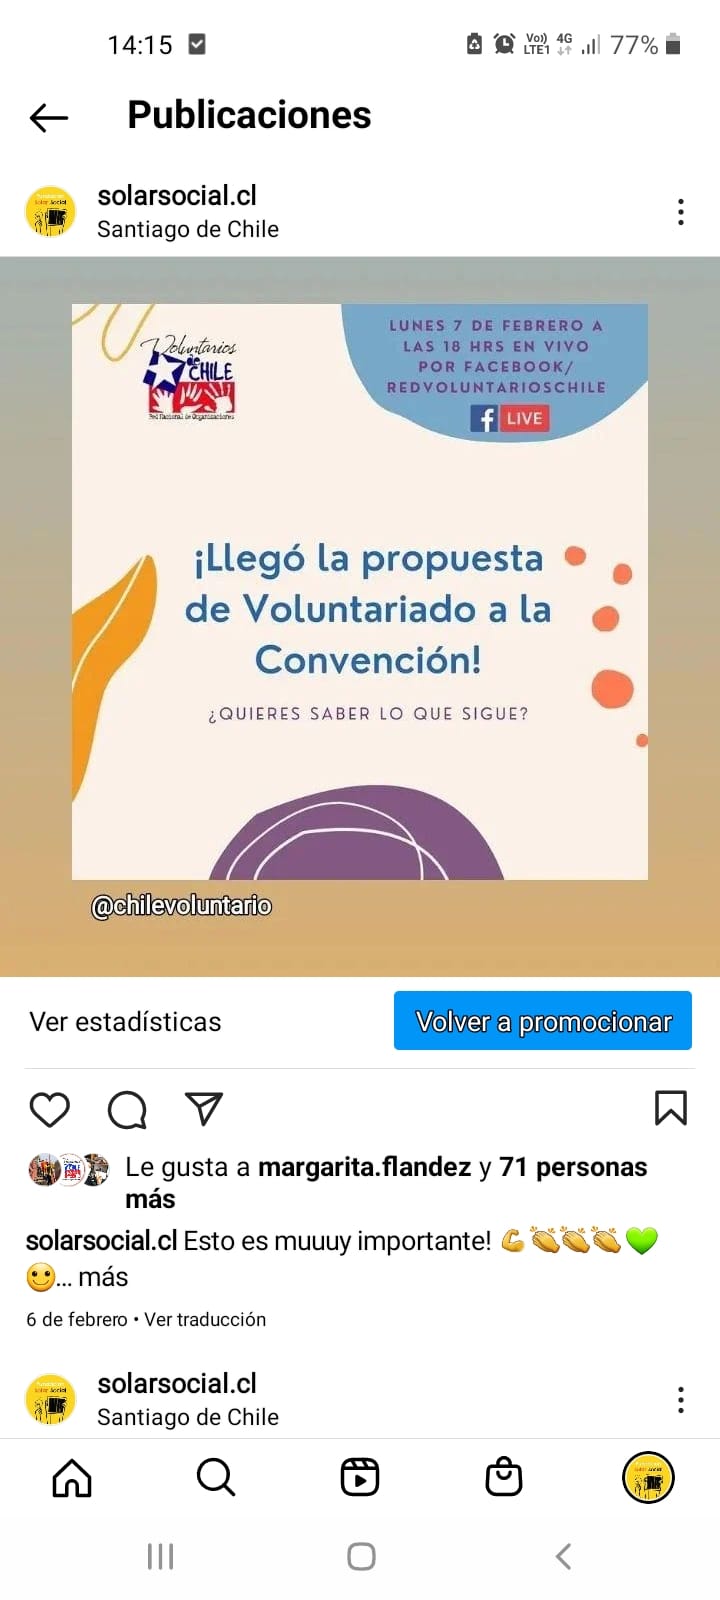 14:15
Vo)) 4G
LTE1
77%
Publicaciones
solarsocial.cl
Santiago de Chile
Voluntarios
de
CHILE
Red Nacional de Organizaciones
LUNES 7 DE FEBRERO A
LAS 18 HRS EN VIVO
POR FACEBOOK/
REDVOLUNTARIOSCHILE
f LIVE
¡Llegó la propuesta
de Voluntariado a la
Convención!
¿QUIERES SABER LO QUE SIGUE?
@chilevoluntario
Ver estadísticas
Volver a promocionar
Le gusta a margarita.flandez y 71 personas
más
solarsocial.cl Esto es muuuy importante! 💪👏👏👏💚
🙂... más
6 de febrero • Ver traducción
solarsocial.cl
Santiago de Chile